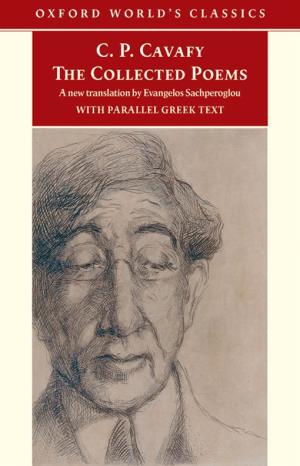 OXFORD WORLD'S CLASSICS
C. P. CAVAFY
THE COLLECTED POEMS
A new translation by Evangelos Sachperoglou
WITH PARALLEL GREEK TEXT